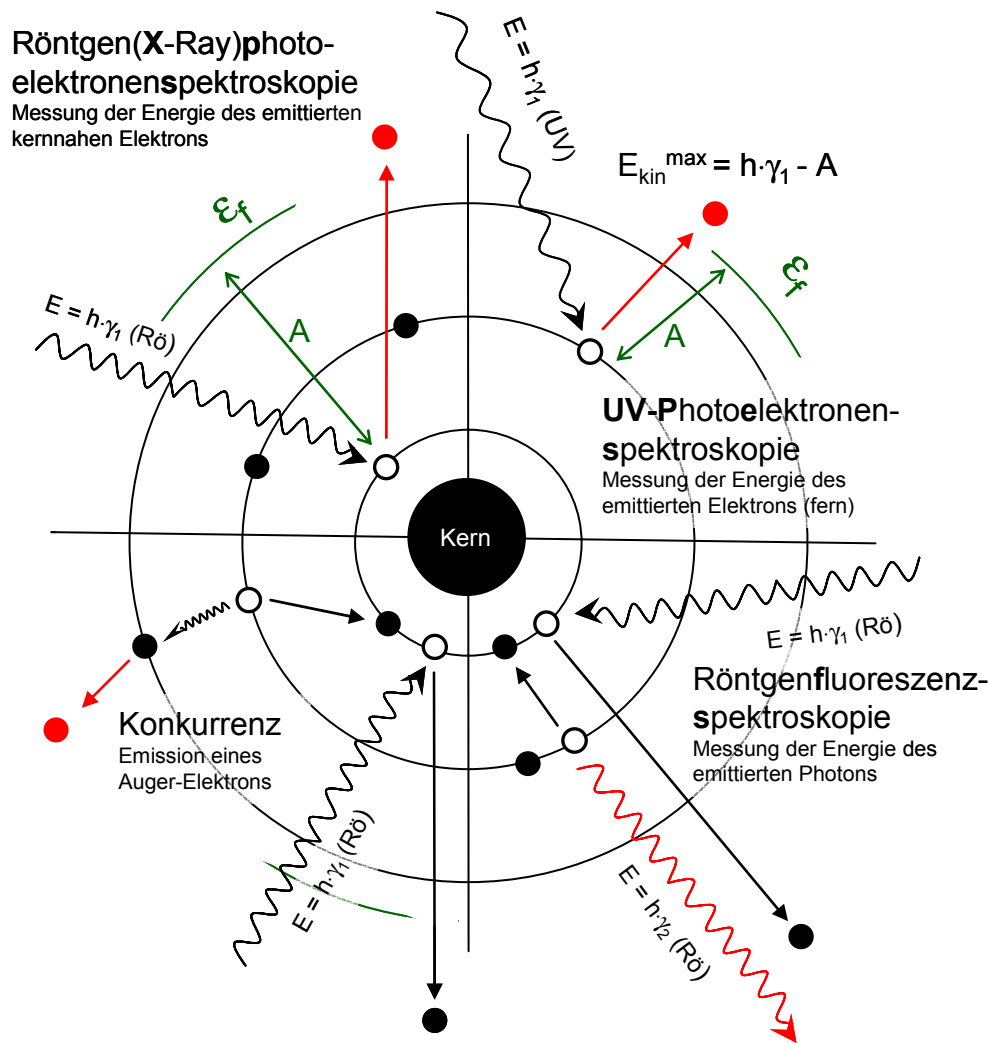 Röntgen(X-Ray)photo-
elektronenspektroskopie
Messung der Energie des emittierten
kernnahen Elektrons
E = h·γ₁ (UV)
Eₖᵢₙᵐᵃˣ = h·γ₁ - A
εf
εf
E = h·γ₁ (Rö)
A
A
UV-Photoelektronen-
spektroskopie
Messung der Energie des
emittierten Elektrons (fern)
Kern
E = h·γ₁ (Rö)
Röntgenfluoreszenz-
spektroskopie
Messung der Energie des
emittierten Photons
Konkurrenz
Emission eines
Auger-Elektrons
E = h·γ₁ (Rö)
E = h·γ₂ (Rö)